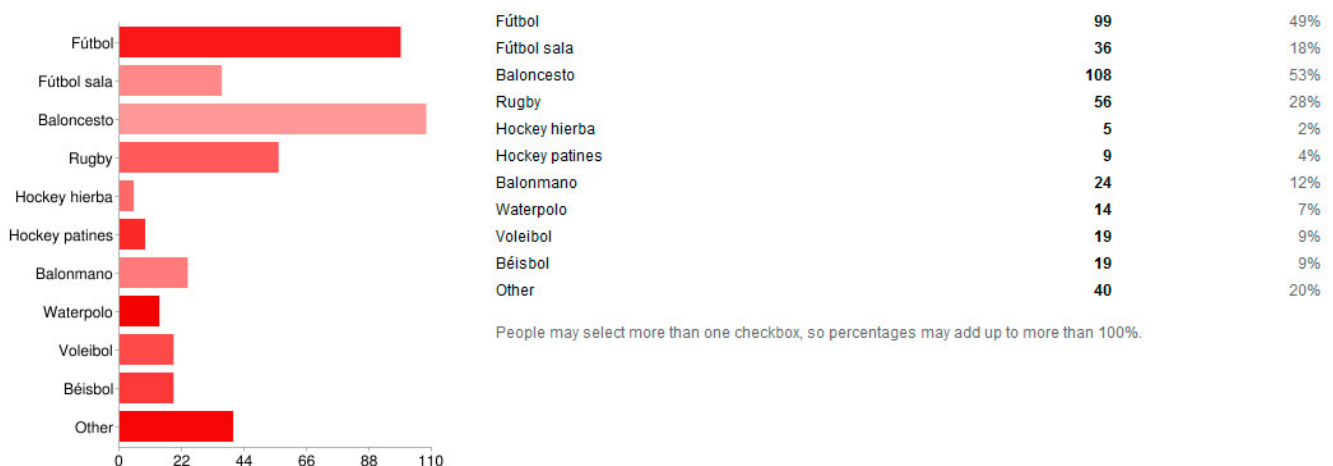 Fútbol
Fútbol sala
Baloncesto
Rugby
Hockey hierba
Hockey patines
Balonmano
Waterpolo
Voleibol
Béisbol
Other
0 22 44 66 88 110
Fútbol 99 49%
Fútbol sala 36 18%
Baloncesto 108 53%
Rugby 56 28%
Hockey hierba 5 2%
Hockey patines 9 4%
Balonmano 24 12%
Waterpolo 14 7%
Voleibol 19 9%
Béisbol 19 9%
Other 40 20%
People may select more than one checkbox, so percentages may add up to more than 100%.